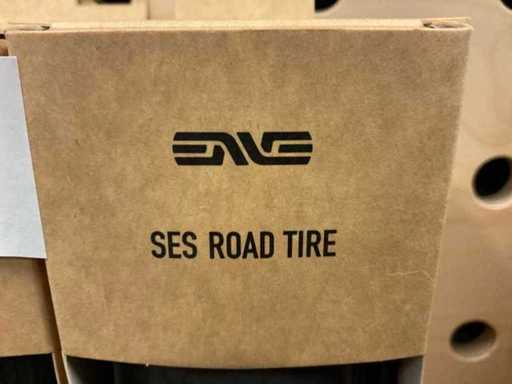 ENVE
SES ROAD TIRE